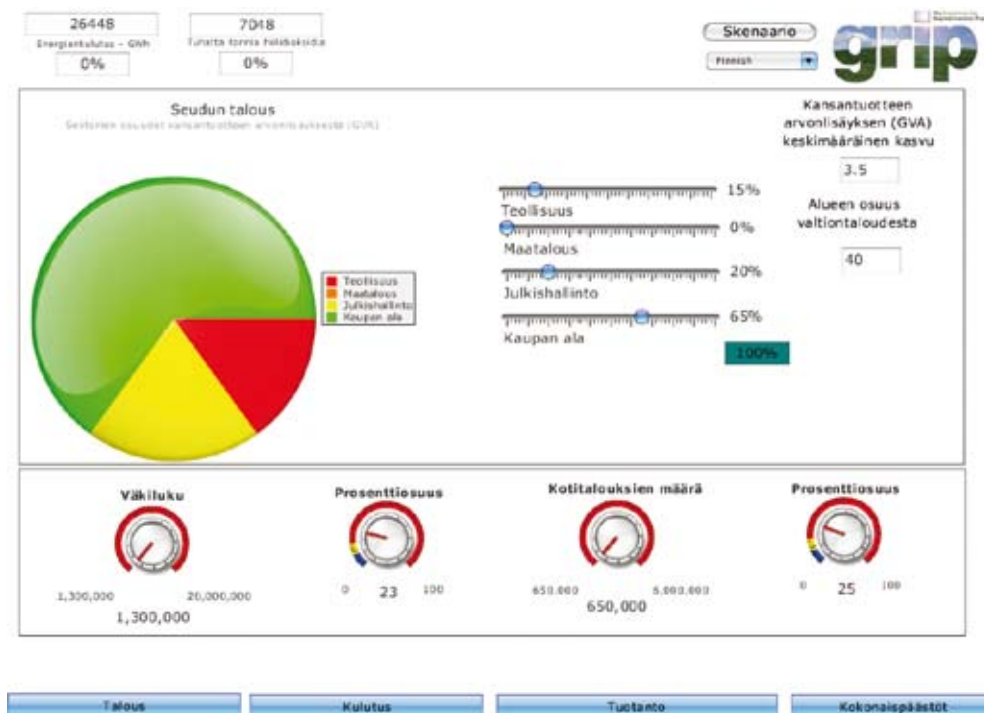 26448
7048
Energiankulutus - GWh
0%
0%
Skenaario
Finnish
grip
Seudun talous
Kansantuotteen
arvonlisäyksen (GVA)
keskimääräinen kasvu
3.5
Alueen osuus
valtiontaloudesta
40
15%
Teollisuus
0%
Maatalous
20%
Julkishallinto
65%
Kaupan ala
100%
Teollisuus
Maatalous
Julkishallinto
Kaupan ala
Väkiluku
1,300,000 20,000,000
1,300,000
Prosenttiosuus
0 23 100
Kotitalouksien määrä
650,000 5,000,000
650,000
Prosenttiosuus
0 25 100
Talous
Kulutus
Tuotanto
Kokonaispäästöt